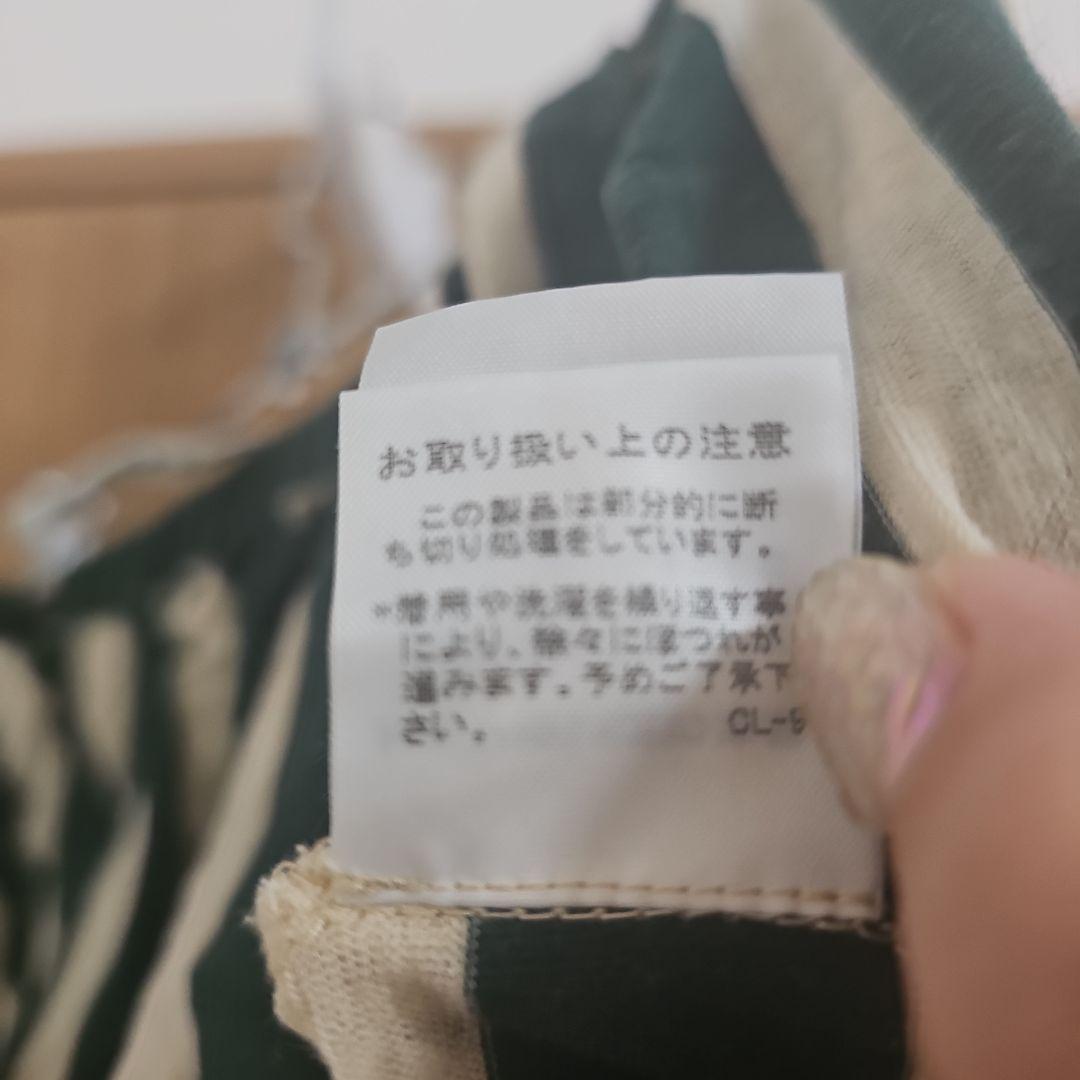 お取り扱い上の注意
この製品は部分的に断
ち切り処理をしています。
*着用や洗濯を繰り返す事
により、徐々にほつれが
進みます。予めご了承下
さい。 CL-9